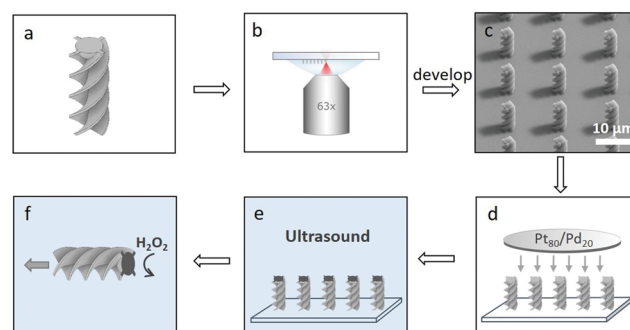 a
b
63x
develop
c
10 μm
d
Pt80/Pd20
e
Ultrasound
f
H2O2